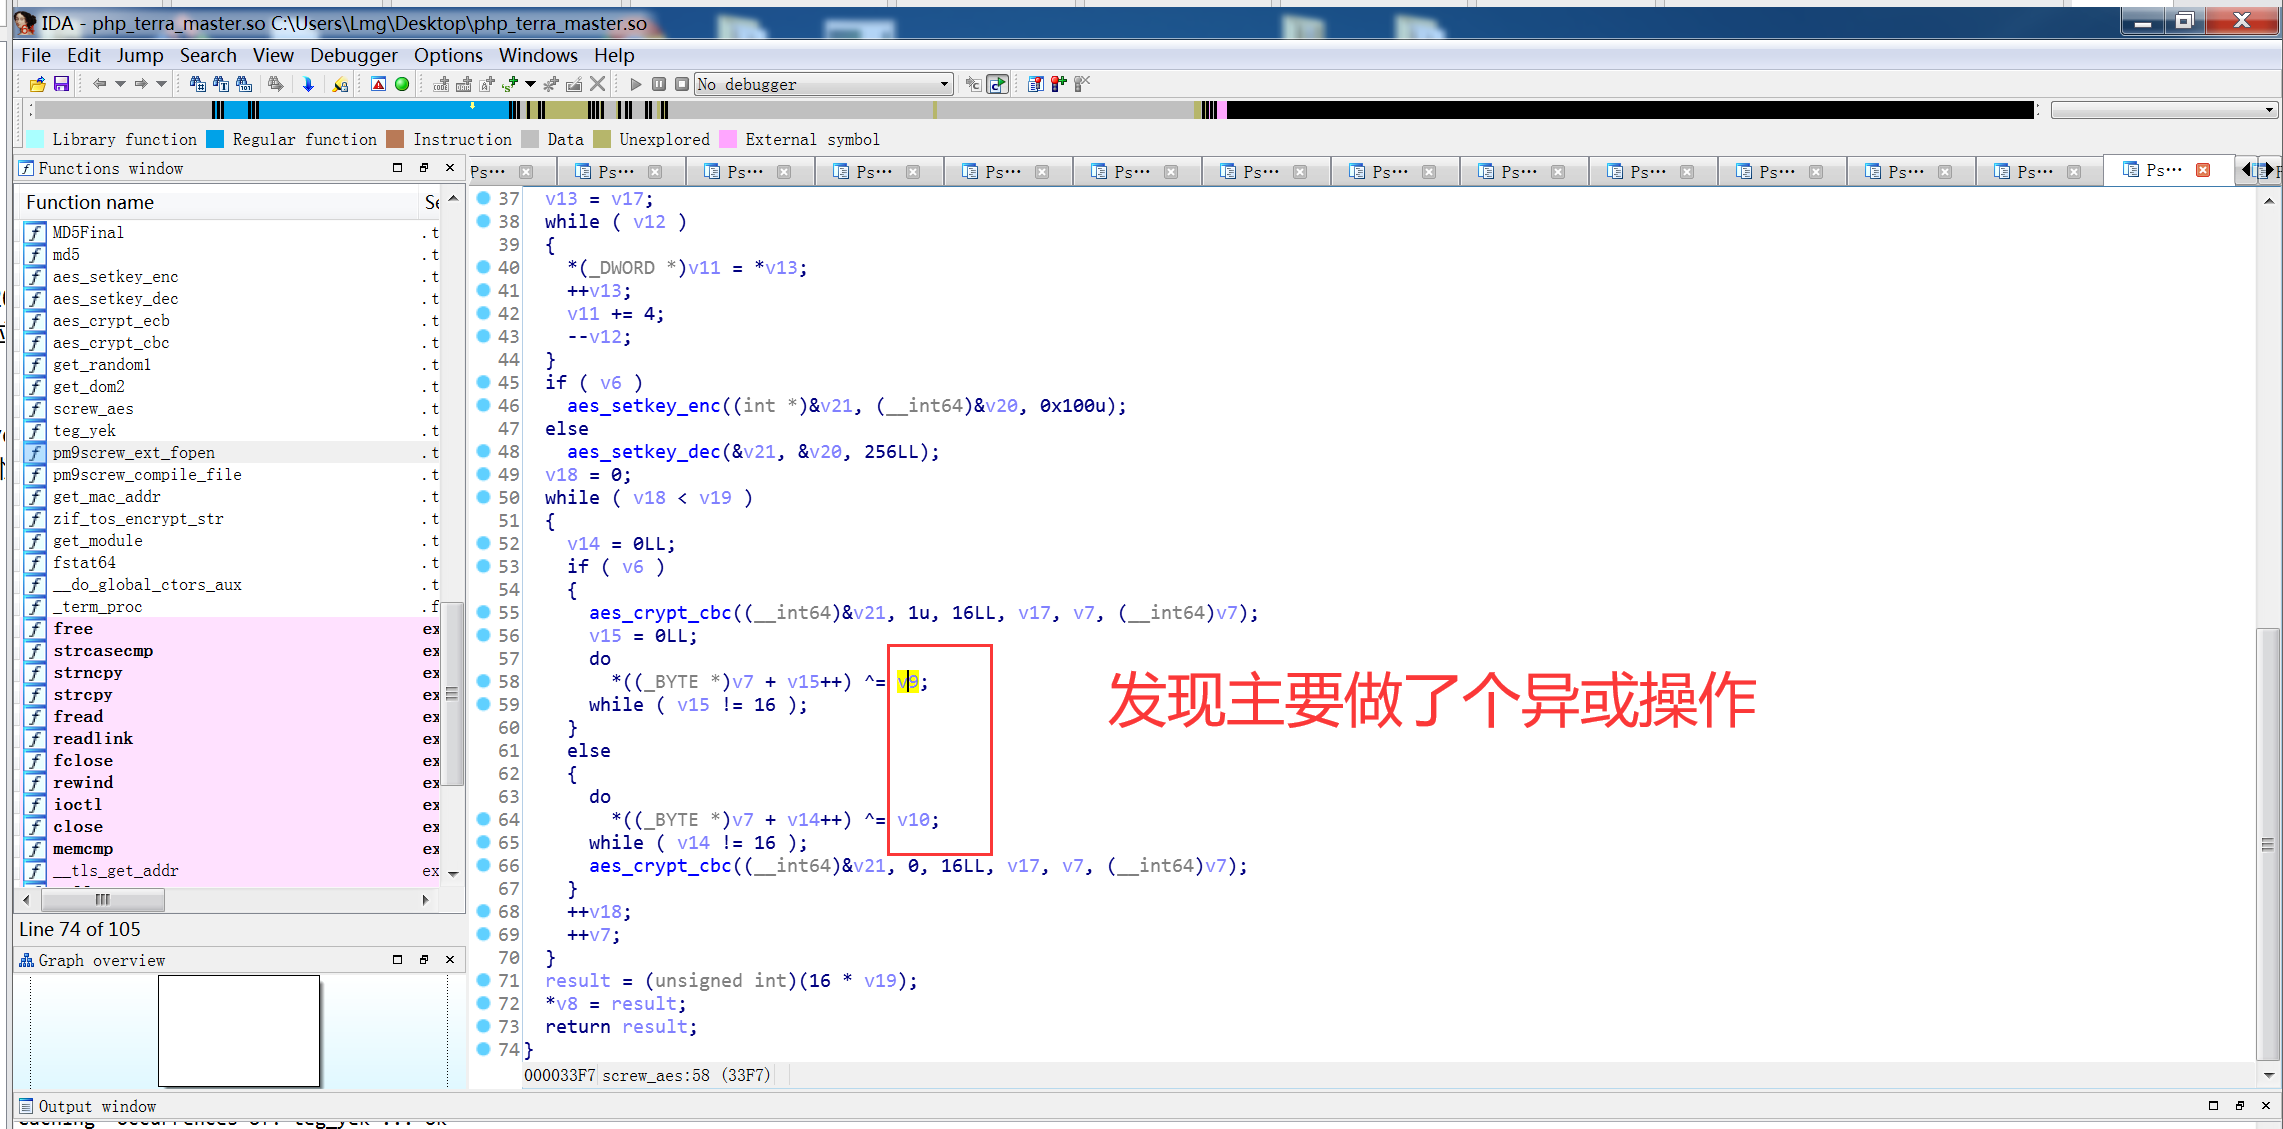 IDA - php_terra_master.so C:\Users\Lmg\Desktop\php_terra_master.so
File Edit Jump Search View Debugger Options Windows Help
No debugger
Library function Regular function Instruction Data Unexplored External symbol
Functions window
Ps··· Ps··· Ps··· Ps··· Ps··· Ps··· Ps··· Ps··· Ps··· Ps··· Ps··· Ps··· Ps··· Ps···
Function name Se
MD5Final .t
md5 .t
aes_setkey_enc .t
aes_setkey_dec .t
aes_crypt_ecb .t
aes_crypt_cbc .t
get_random1 .t
get_dom2 .t
screw_aes .t
teg_yek .t
pm9screw_ext_fopen .t
pm9screw_compile_file .t
get_mac_addr .t
zif_tos_encrypt_str .t
get_module .t
fstat64 .t
__do_global_ctors_aux .t
_term_proc .f
free ex
strcasecmp ex
strncpy ex
strcpy ex
fread ex
readlink ex
fclose ex
rewind ex
ioctl ex
close ex
memcmp ex
__tls_get_addr ex
Line 74 of 105
Graph overview
37 v13 = v17;
38 while ( v12 )
39 {
40 *(_DWORD *)v11 = *v13;
41 ++v13;
42 v11 += 4;
43 --v12;
44 }
45 if ( v6 )
46 aes_setkey_enc((int *)&v21, (__int64)&v20, 0x100u);
47 else
48 aes_setkey_dec(&v21, &v20, 256LL);
49 v18 = 0;
50 while ( v18 < v19 )
51 {
52 v14 = 0LL;
53 if ( v6 )
54 {
55 aes_crypt_cbc((__int64)&v21, 1u, 16LL, v17, v7, (__int64)v7);
56 v15 = 0LL;
57 do
58 *((_BYTE *)v7 + v15++) ^= v9;
59 while ( v15 != 16 );
60 }
61 else
62 {
63 do
64 *((_BYTE *)v7 + v14++) ^= v10;
65 while ( v14 != 16 );
66 aes_crypt_cbc((__int64)&v21, 0, 16LL, v17, v7, (__int64)v7);
67 }
68 ++v18;
69 ++v7;
70 }
71 result = (unsigned int)(16 * v19);
72 *v8 = result;
73 return result;
74 }
发现主要做了个异或操作
000033F7 screw_aes:58 (33F7)
Output window